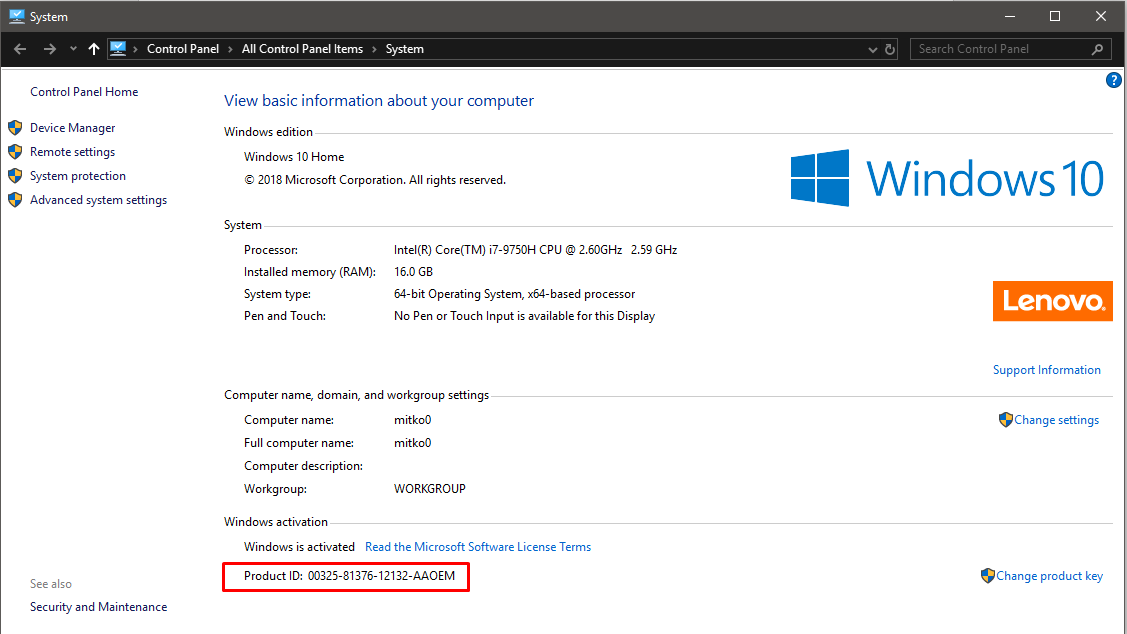 System
Control Panel › All Control Panel Items › System
Search Control Panel
?
Control Panel Home
Device Manager
Remote settings
System protection
Advanced system settings
View basic information about your computer
Windows edition
Windows 10 Home
© 2018 Microsoft Corporation. All rights reserved.
Windows 10
System
Processor: Intel(R) Core(TM) i7-9750H CPU @ 2.60GHz 2.59 GHz
Installed memory (RAM): 16.0 GB
System type: 64-bit Operating System, x64-based processor
Pen and Touch: No Pen or Touch Input is available for this Display
Lenovo.
Support Information
Computer name, domain, and workgroup settings
Computer name: mitko0
Change settings
Full computer name: mitko0
Computer description:
Workgroup: WORKGROUP
Windows activation
Windows is activated Read the Microsoft Software License Terms
Product ID: 00325-81376-12132-AAOEM
Change product key
See also
Security and Maintenance